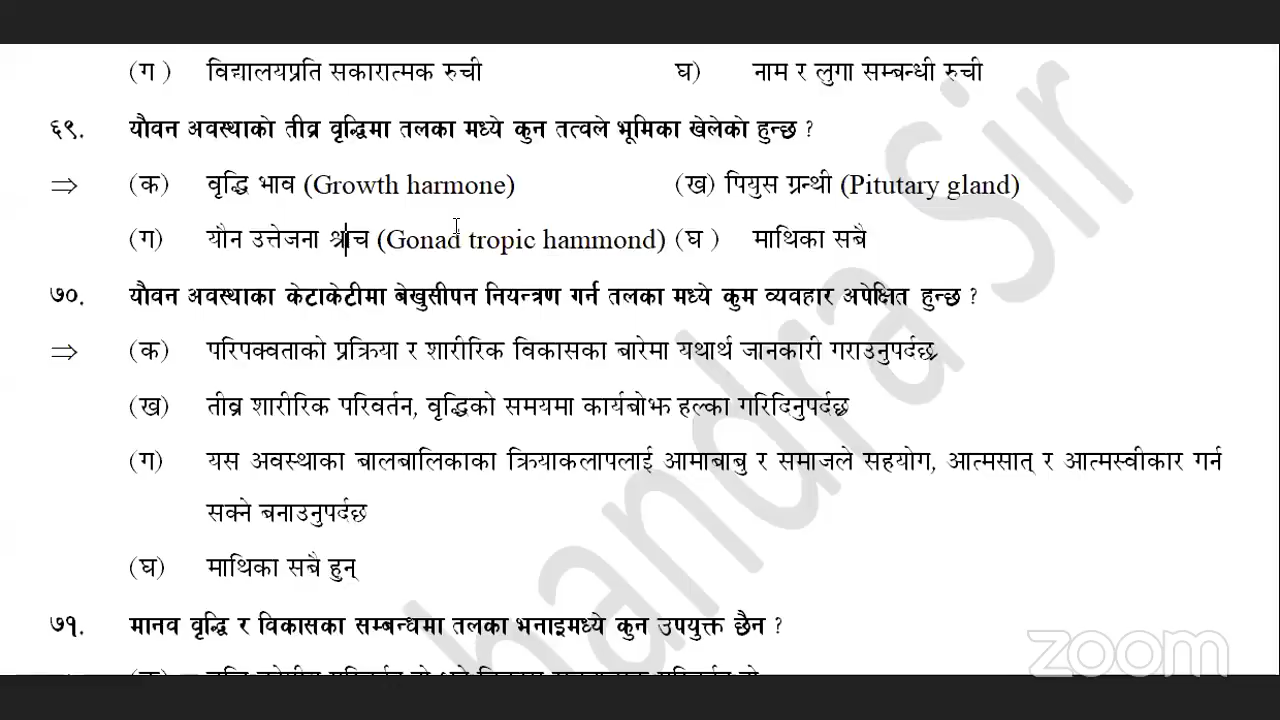 (ग ) विद्यालयप्रति सकारात्मक रुची घ) नाम र लुगा सम्बन्धी रुची
६९. यौवन अवस्थाको तीव्र वृद्धिमा तलका मध्ये कुन तत्वले भूमिका खेलेको हुन्छ ?
⇒ (क) वृद्धि भाव (Growth harmone) (ख) पियुस ग्रन्थी (Pitutary gland)
(ग) यौन उत्तेजना श्राच (Gonad tropic hammond) (घ ) माथिका सबै
७०. यौवन अवस्थाका केटाकेटीमा बेखुसीपन नियन्त्रण गर्न तलका मध्ये कुम व्यवहार अपेक्षित हुन्छ ?
⇒ (क) परिपक्वताको प्रक्रिया र शारीरिक विकासका बारेमा यथार्थ जानकारी गराउनुपर्दछ
(ख) तीव्र शारीरिक परिवर्तन, वृद्धिको समयमा कार्यबोझ हल्का गरिदिनुपर्दछ
(ग) यस अवस्थाका बालबालिकाका क्रियाकलापलाई आमाबाबु र समाजले सहयोग, आत्मसात् र आत्मस्वीकार गर्न
सक्ने बनाउनुपर्दछ
(घ) माथिका सबै हुन्
७१. मानव वृद्धि र विकासका सम्बन्धमा तलका भनाइमध्ये कुन उपयुक्त छैन ?
handra Sir
zoom